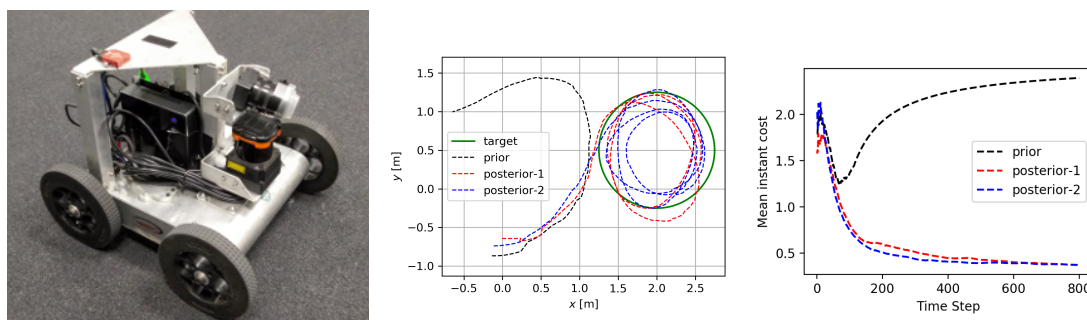 1.5
1.0
0.5
0.0
−0.5
−1.0
y [m]
target
prior
posterior-1
posterior-2
−0.5
0.0
0.5
1.0
1.5
2.0
2.5
x [m]
Mean instant cost
2.0
1.5
1.0
0.5
prior
posterior-1
posterior-2
0
200
400
600
800
Time Step